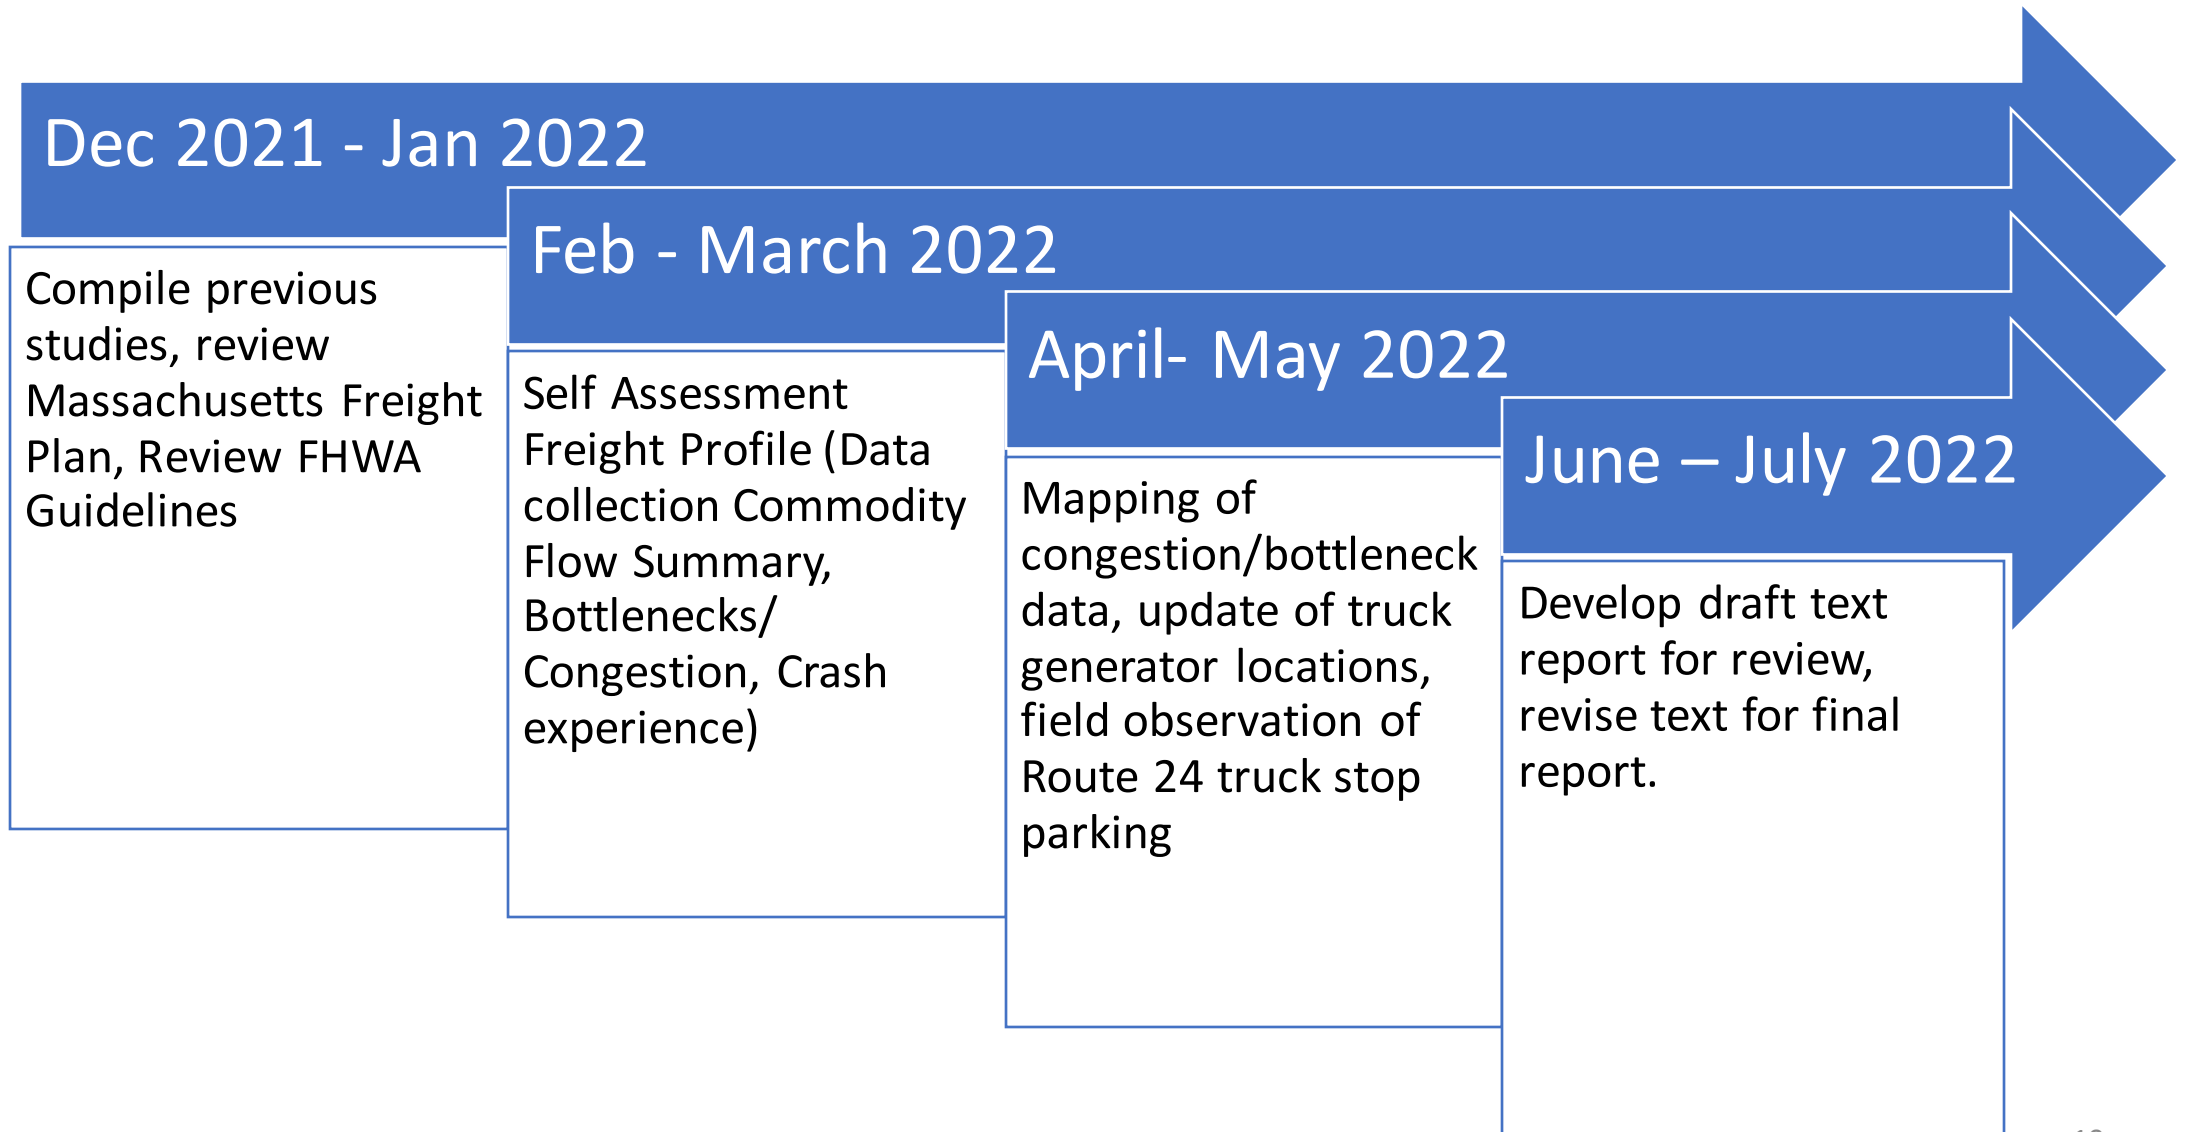 Dec 2021 - Jan 2022
Compile previous
studies, review
Massachusetts Freight
Plan, Review FHWA
Guidelines
Feb - March 2022
Self Assessment
Freight Profile (Data
collection Commodity
Flow Summary,
Bottlenecks/
Congestion, Crash
experience)
April- May 2022
Mapping of
congestion/bottleneck
data, update of truck
generator locations,
field observation of
Route 24 truck stop
parking
June – July 2022
Develop draft text
report for review,
revise text for final
report.